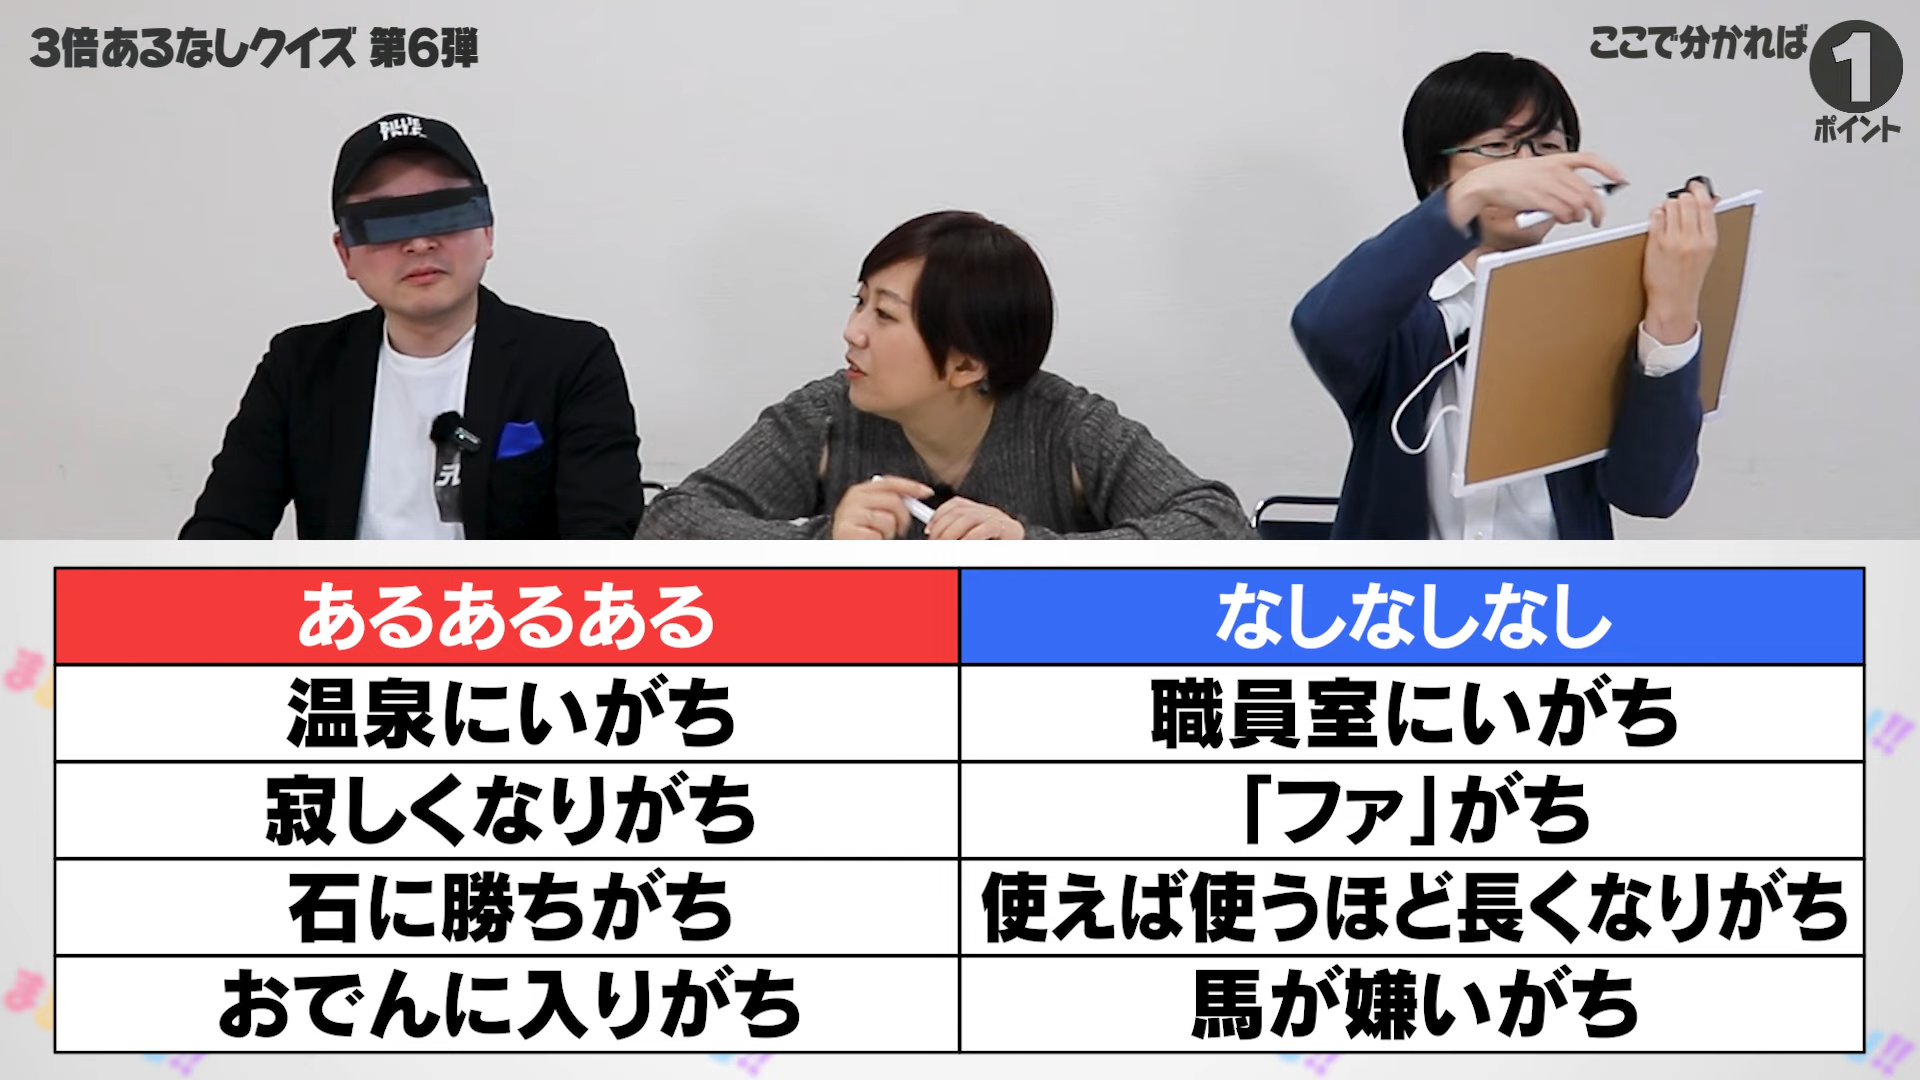 3倍あるなしクイズ 第6弾
ここで分かれば
1
ポイント
あるあるある
なしなしなし
温泉にいがち
職員室にいがち
寂しくなりがち
「ファ」がち
石に勝ちがち
使えば使うほど長くなりがち
おでんに入りがち
馬が嫌いがち